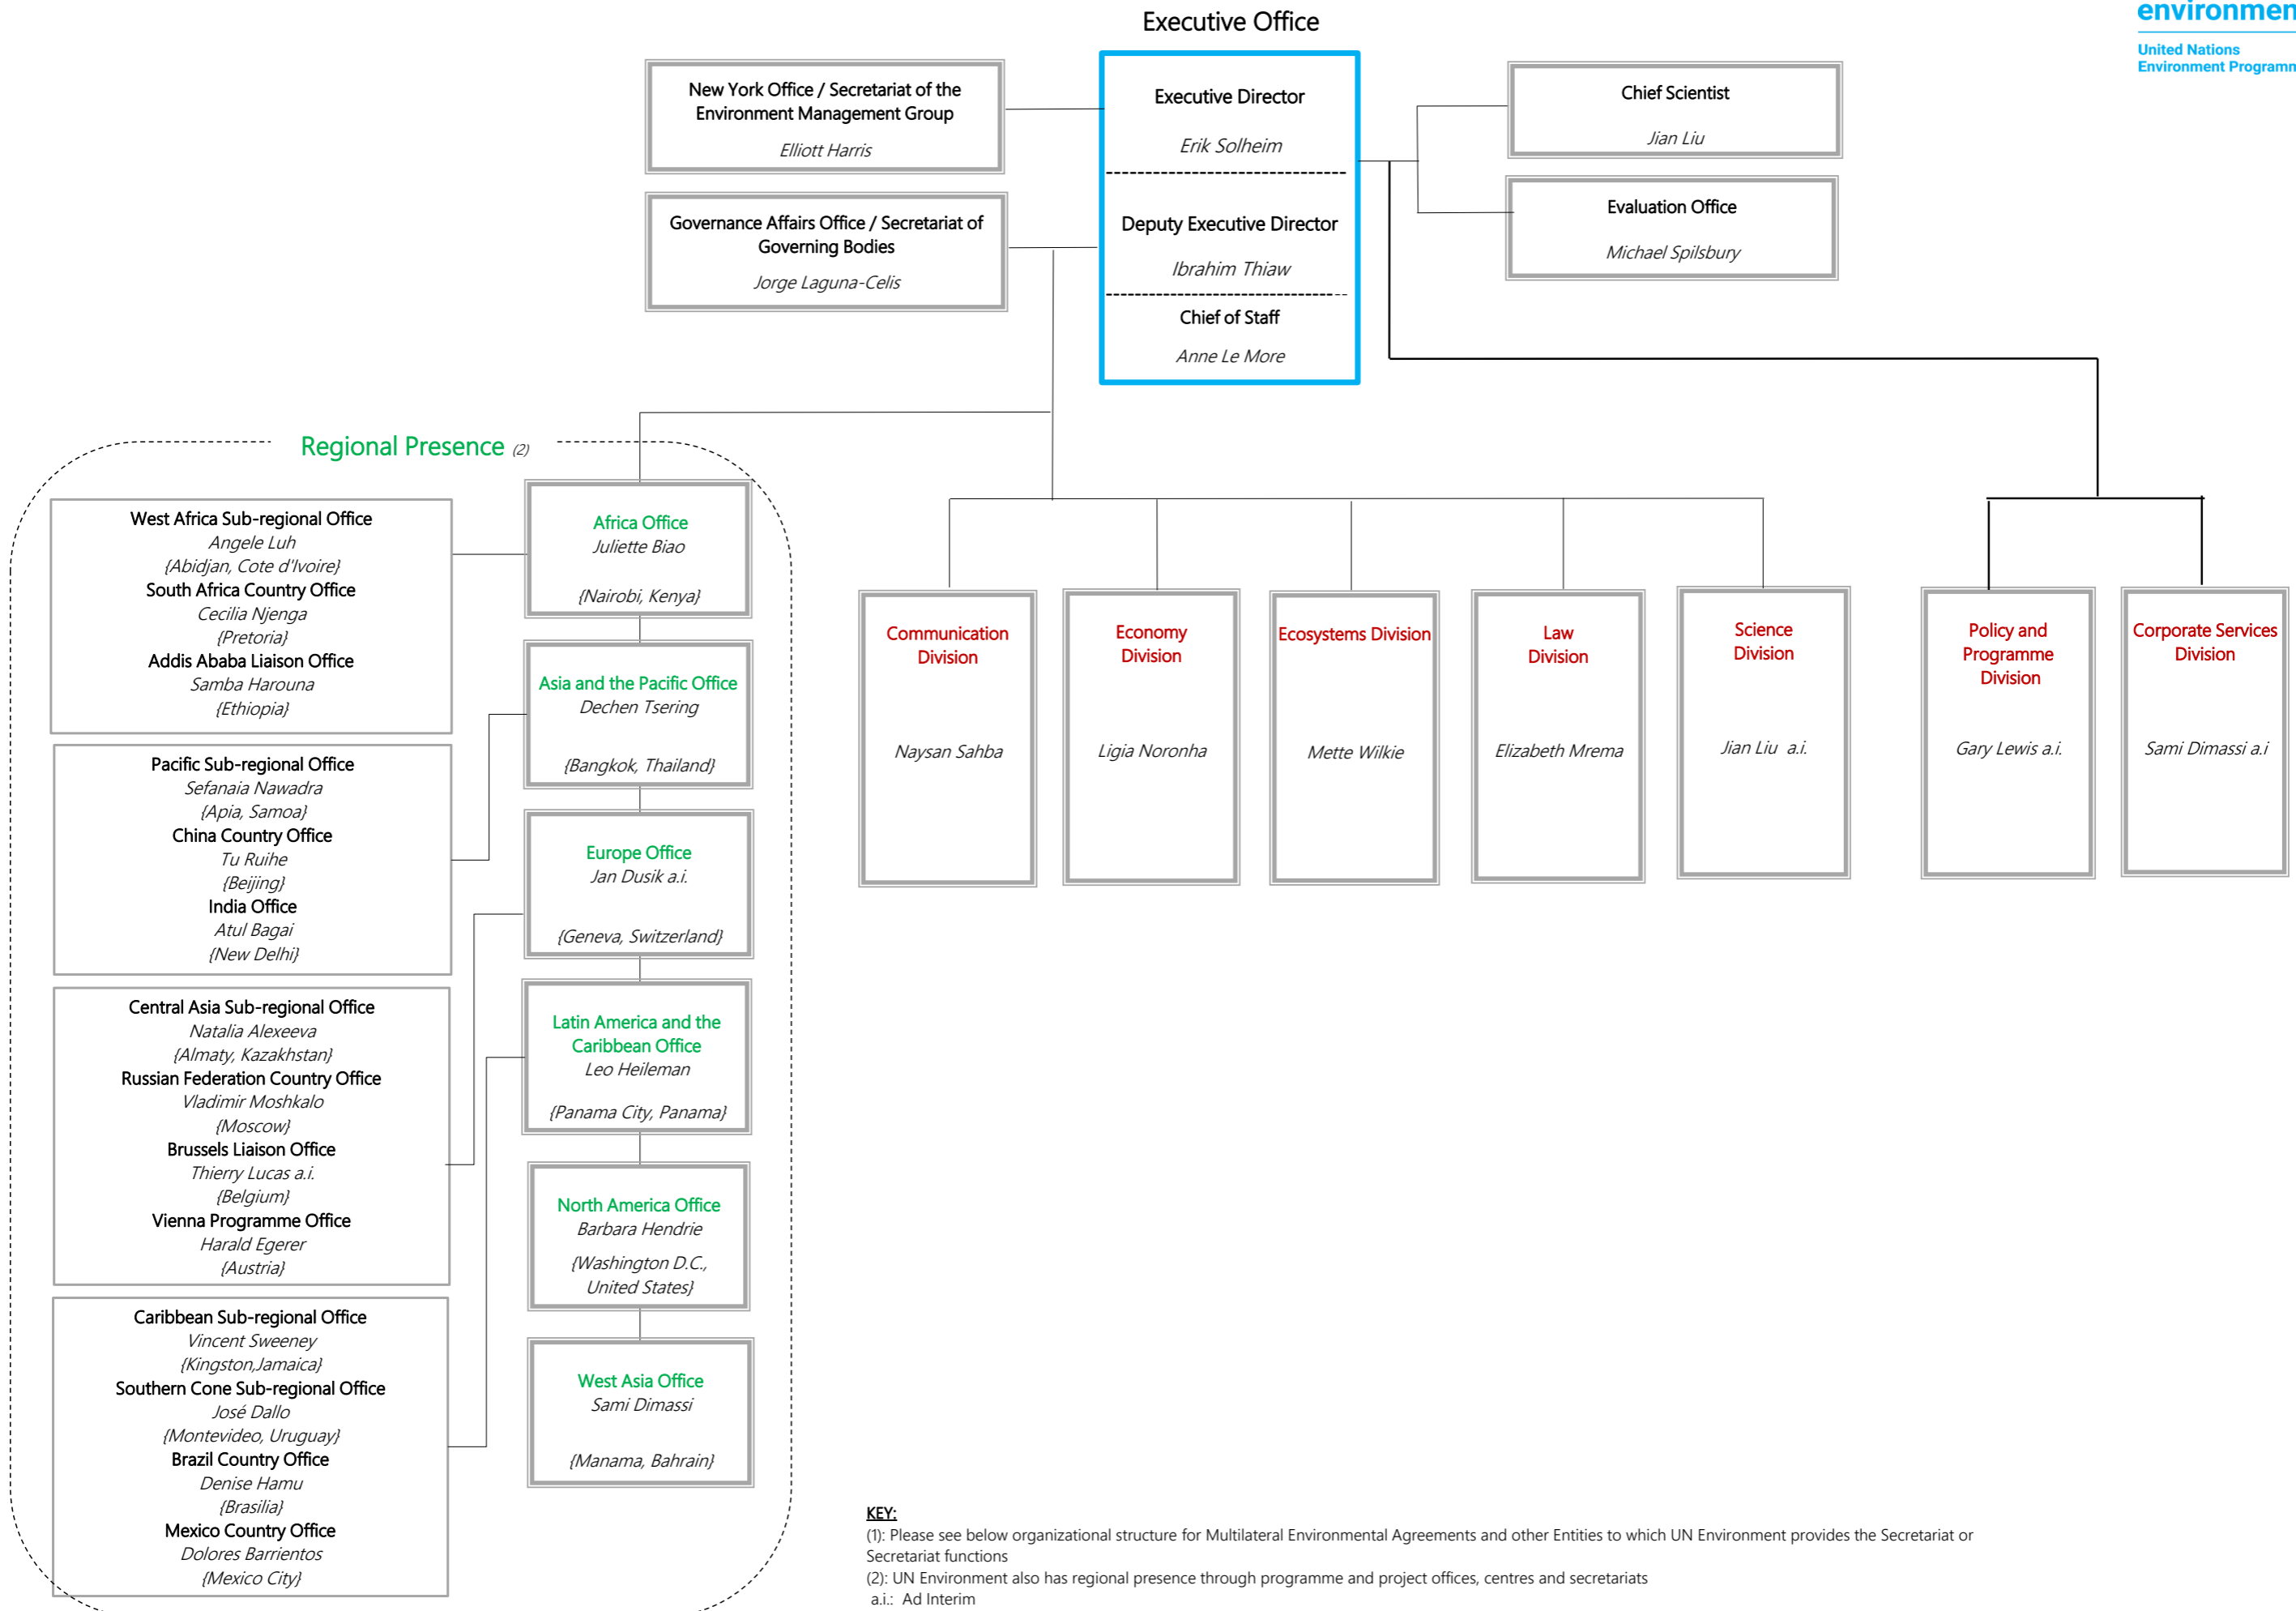 Executive Office
United Nations
New York Office / Secretariat of the
Environment Management Group
Elliott Harris
Governance Affairs Office / Secretariat of
Governing Bodies
Jorge Laguna-Celis
Executive Director
Erik Solheim
Deputy Executive Director
Ibrahim Thiaw
Chief of Staff
Anne Le More
Chief Scientist
Jian Liu
Evaluation Office
Michael Spilsbury
Regional Presence (2)
West Africa Sub-regional Office
Angele Luh
{Abidjan, Cote d'Ivoire}
South Africa Country Office
Cecilia Njenga
{Pretoria}
Addis Ababa Liaison Office
Samba Harouna
{Ethiopia}
Pacific Sub-regional Office
Sefanaia Nawadra
{Apia, Samoa}
China Country Office
Tu Ruihe
{Beijing}
India Office
Atul Bagai
{New Delhi}
Central Asia Sub-regional Office
Natalia Alexeeva
{Almaty, Kazakhstan}
Russian Federation Country Office
Vladimir Moshkalo
{Moscow}
Brussels Liaison Office
Thierry Lucas a.i.
{Belgium}
Vienna Programme Office
Harald Egerer
{Austria}
Caribbean Sub-regional Office
Vincent Sweeney
{Kingston,Jamaica}
Southern Cone Sub-regional Office
José Dallo
{Montevideo, Uruguay}
Brazil Country Office
Denise Hamu
{Brasilia}
Mexico Country Office
Dolores Barrientos
{Mexico City}
Africa Office
Juliette Biao
{Nairobi, Kenya}
Asia and the Pacific Office
Dechen Tsering
{Bangkok, Thailand}
Europe Office
Jan Dusik a.i.
{Geneva, Switzerland}
Latin America and the
Caribbean Office
Leo Heileman
{Panama City, Panama}
North America Office
Barbara Hendrie
{Washington D.C.,
United States}
West Asia Office
Sami Dimassi
{Manama, Bahrain}
Communication
Division
Naysan Sahba
Economy
Division
Ligia Noronha
Ecosystems Division
Mette Wilkie
Law
Division
Elizabeth Mrema
Science
Division
Jian Liu a.i.
Policy and
Programme
Division
Gary Lewis a.i.
Corporate Services
Division
Sami Dimassi a.i
KEY:
(1): Please see below organizational structure for Multilateral Environmental Agreements and other Entities to which UN Environment provides the Secretariat or
Secretariat functions
(2): UN Environment also has regional presence through programme and project offices, centres and secretariats
a.i.: Ad Interim